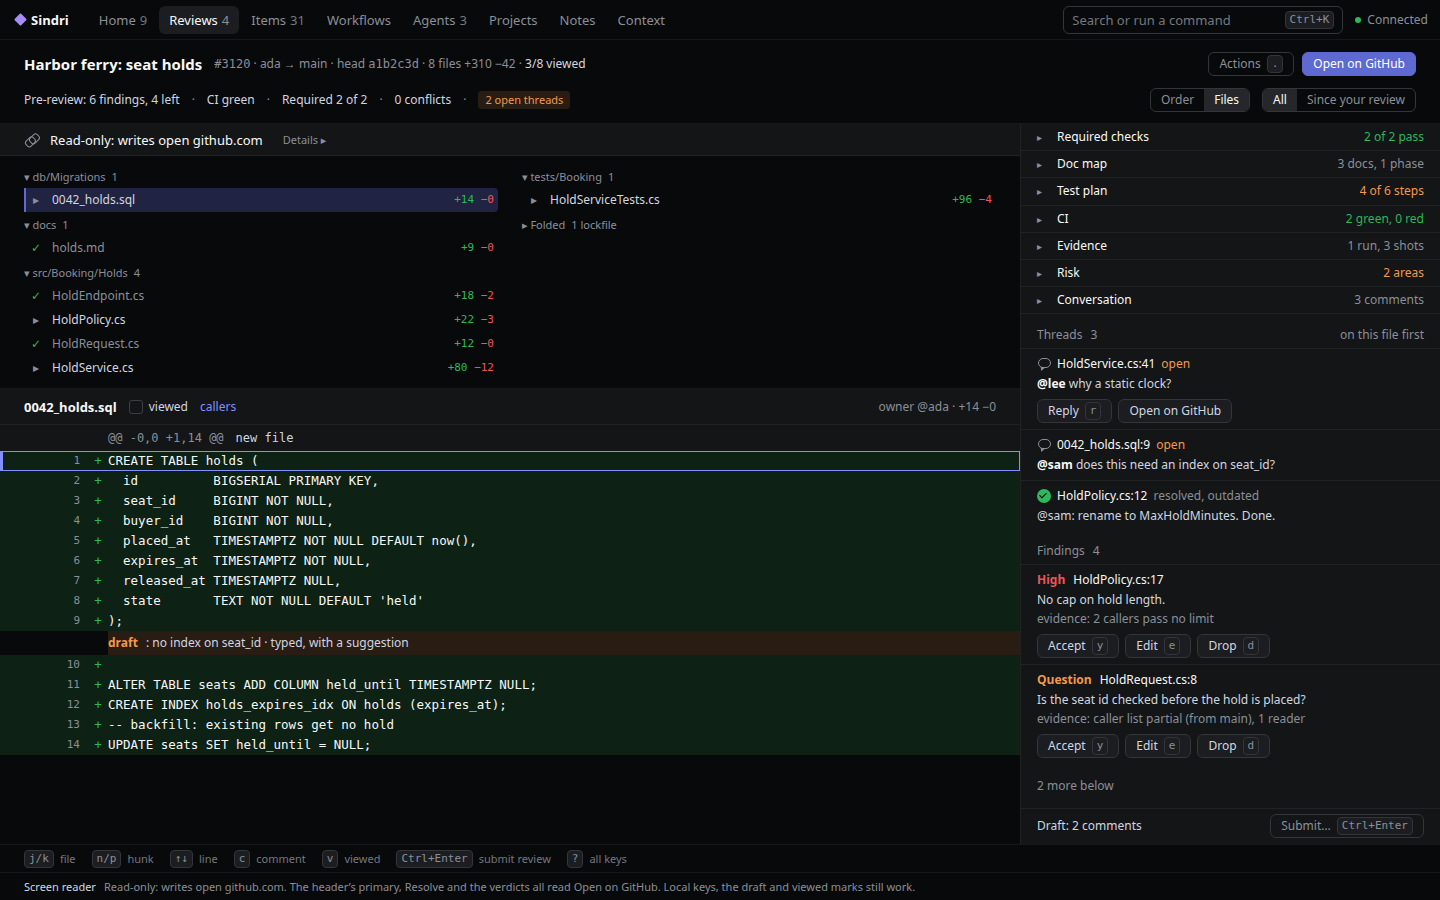 Sindri Home 9 Reviews 4 Items 31 Workflows Agents 3 Projects Notes Context Search or run a command Ctrl+K Connected
Harbor ferry: seat holds #3120 · ada → main · head a1b2c3d · 8 files +310 −42 · 3/8 viewed Actions . Open on GitHub
Pre-review: 6 findings, 4 left · CI green · Required 2 of 2 · 0 conflicts · 2 open threads Order Files All Since your review
Read-only: writes open github.com Details ▸
▾ db/Migrations 1
▸ 0042_holds.sql +14 −0
▾ docs 1
✓ holds.md +9 −0
▾ src/Booking/Holds 4
✓ HoldEndpoint.cs +18 −2
▸ HoldPolicy.cs +22 −3
✓ HoldRequest.cs +12 −0
▸ HoldService.cs +80 −12
▾ tests/Booking 1
▸ HoldServiceTests.cs +96 −4
▸ Folded 1 lockfile
0042_holds.sql viewed callers owner @ada · +14 −0
@@ -0,0 +1,14 @@ new file
1 + CREATE TABLE holds (
2 + id BIGSERIAL PRIMARY KEY,
3 + seat_id BIGINT NOT NULL,
4 + buyer_id BIGINT NOT NULL,
5 + placed_at TIMESTAMPTZ NOT NULL DEFAULT now(),
6 + expires_at TIMESTAMPTZ NOT NULL,
7 + released_at TIMESTAMPTZ NULL,
8 + state TEXT NOT NULL DEFAULT 'held'
9 + );
draft : no index on seat_id · typed, with a suggestion
10 +
11 + ALTER TABLE seats ADD COLUMN held_until TIMESTAMPTZ NULL;
12 + CREATE INDEX holds_expires_idx ON holds (expires_at);
13 + -- backfill: existing rows get no hold
14 + UPDATE seats SET held_until = NULL;
▸ Required checks 2 of 2 pass
▸ Doc map 3 docs, 1 phase
▸ Test plan 4 of 6 steps
▸ CI 2 green, 0 red
▸ Evidence 1 run, 3 shots
▸ Risk 2 areas
▸ Conversation 3 comments
Threads 3 on this file first
HoldService.cs:41 open
@lee why a static clock?
Reply r Open on GitHub
0042_holds.sql:9 open
@sam does this need an index on seat_id?
HoldPolicy.cs:12 resolved, outdated
@sam: rename to MaxHoldMinutes. Done.
Findings 4
High HoldPolicy.cs:17
No cap on hold length.
evidence: 2 callers pass no limit
Accept y Edit e Drop d
Question HoldRequest.cs:8
Is the seat id checked before the hold is placed?
evidence: caller list partial (from main), 1 reader
Accept y Edit e Drop d
2 more below
Draft: 2 comments Submit... Ctrl+Enter
j/k file n/p hunk ↑↓ line c comment v viewed Ctrl+Enter submit review ? all keys
Screen reader Read-only: writes open github.com. The header's primary, Resolve and the verdicts all read Open on GitHub. Local keys, the draft and viewed marks still work.